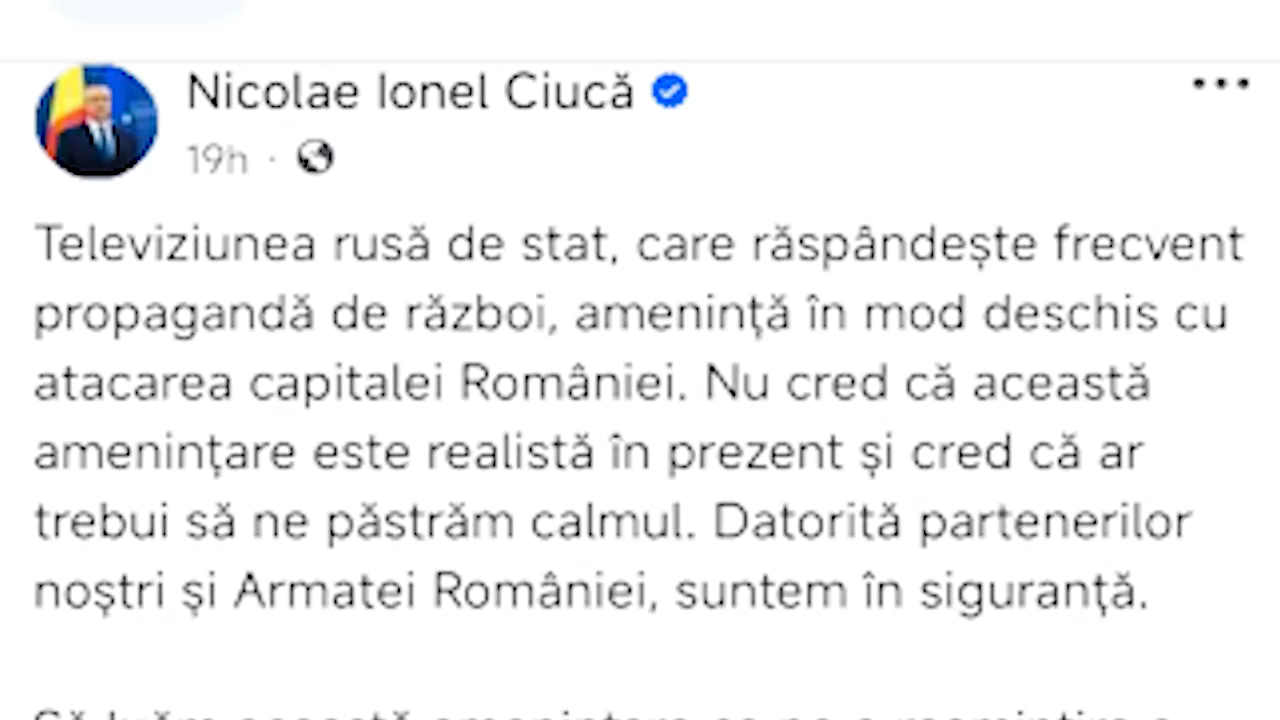 Nicolae Ionel Ciucă
19h ·
Televiziunea rusă de stat, care răspândește frecvent
propagandă de război, amenință în mod deschis cu
atacarea capitalei României. Nu cred că această
amenințare este realistă în prezent și cred că ar
trebui să ne păstrăm calmul. Datorită partenerilor
noștri și Armatei României, suntem în siguranță.